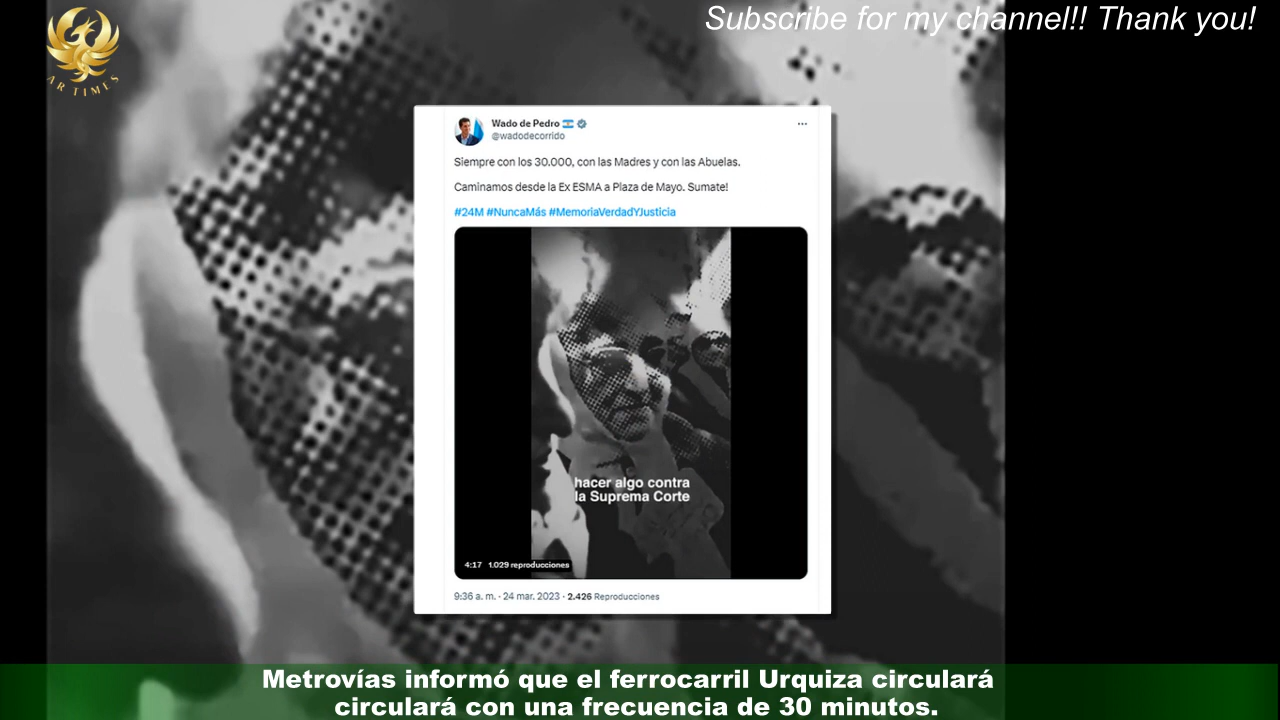 Subscribe for my channel!! Thank you!
AR TIMES
Wado de Pedro
@wadodecorrido
Siempre con los 30.000, con las Madres y con las Abuelas.
Caminamos desde la Ex ESMA a Plaza de Mayo. Sumate!
#24M #NuncaMás #MemoriaVerdadYJusticia
hacer algo contra
la Suprema Corte
4:17 1.029 reproducciones
9:36 a. m. · 24 mar. 2023 · 2.426 Reproducciones
Metrovías informó que el ferrocarril Urquiza circulará
circulará con una frecuencia de 30 minutos.